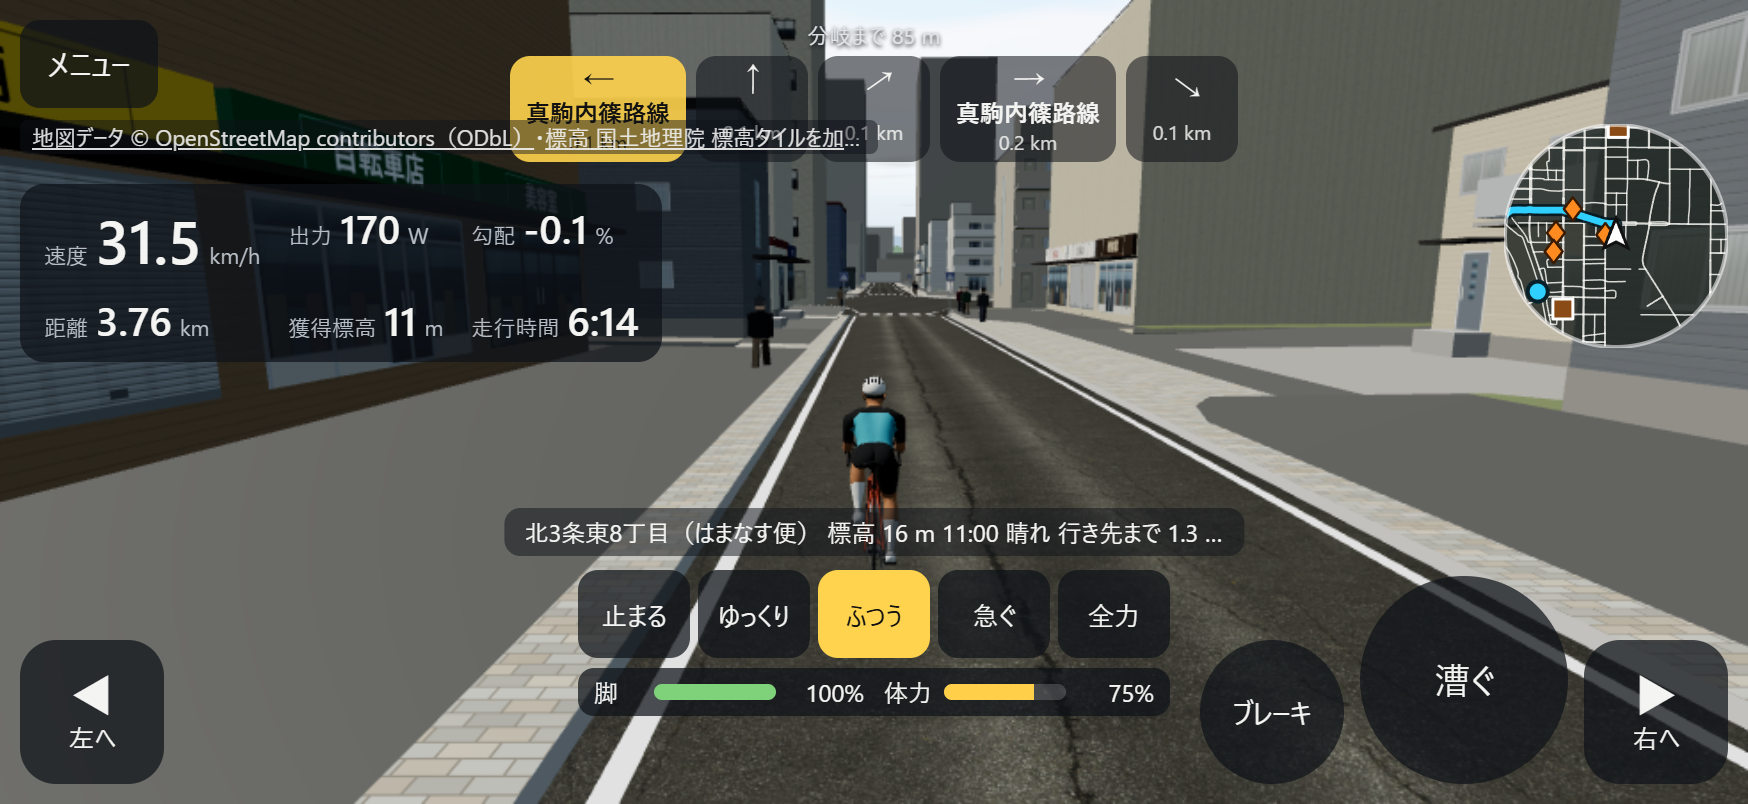 メニュー
分岐まで 85 m
←
真駒内篠路線
↑
↗
0.1 km
→
真駒内篠路線
0.2 km
↘
0.1 km
地図データ © OpenStreetMap contributors（ODbL）・標高 国土地理院 標高タイルを加…
自転車店
美容室
速度 31.5 km/h
出力 170 W
勾配 -0.1 %
距離 3.76 km
獲得標高 11 m
走行時間 6:14
北3条東8丁目（はまなす便） 標高 16 m 11:00 晴れ 行き先まで 1.3 …
止まる
ゆっくり
ふつう
急ぐ
全力
脚 100% 体力 75%
◀
左へ
ブレーキ
漕ぐ
▶
右へ